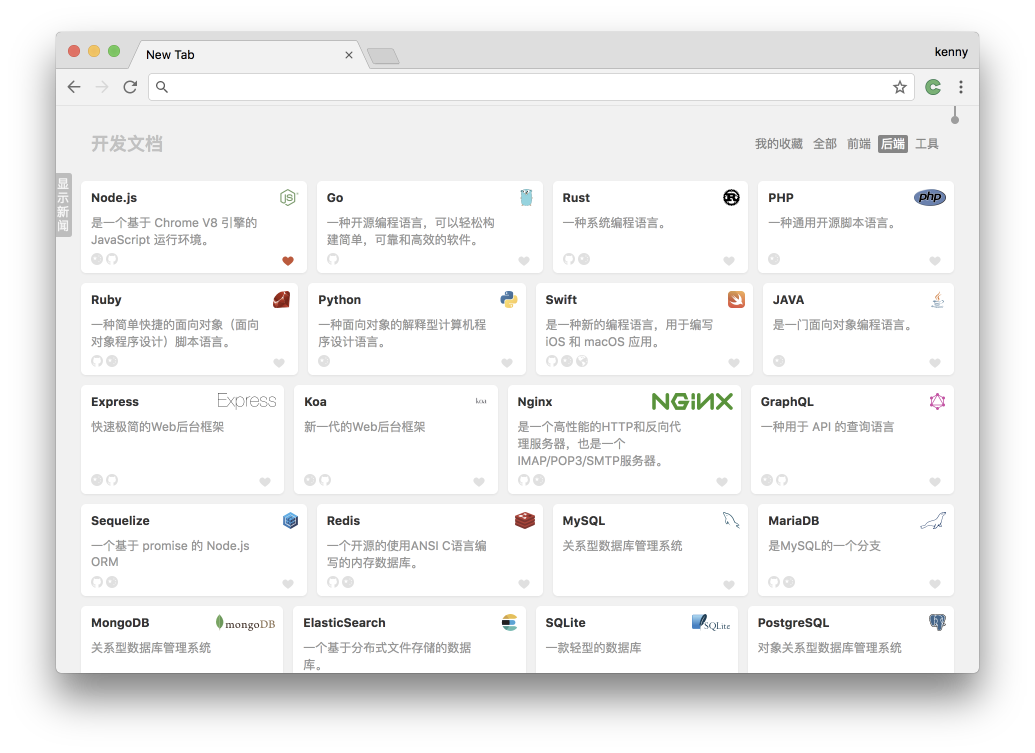 New Tab
kenny
开发文档
我的收藏 全部 前端 后端 工具
显示新闻
Node.js
JS
是一个基于 Chrome V8 引擎的
JavaScript 运行环境。
Go
一种开源编程语言，可以轻松构
建简单，可靠和高效的软件。
Rust
一种系统编程语言。
PHP
php
一种通用开源脚本语言。
Ruby
一种简单快捷的面向对象（面向
对象程序设计）脚本语言。
Python
一种面向对象的解释型计算机程
序设计语言。
Swift
是一种新的编程语言，用于编写
iOS 和 macOS 应用。
JAVA
是一门面向对象编程语言。
Express
Express
快速极简的Web后台框架
Koa
koa
新一代的Web后台框架
Nginx
NGINX
是一个高性能的HTTP和反向代
理服务器，也是一个
IMAP/POP3/SMTP服务器。
GraphQL
一种用于 API 的查询语言
Sequelize
一个基于 promise 的 Node.js
ORM
Redis
一个开源的使用ANSI C语言编
写的内存数据库。
MySQL
关系型数据库管理系统
MariaDB
是MySQL的一个分支
MongoDB
mongoDB
关系型数据库管理系统
ElasticSearch
一个基于分布式文件存储的数据
库。
SQLite
SQLite
一款轻型的数据库
PostgreSQL
对象关系型数据库管理系统